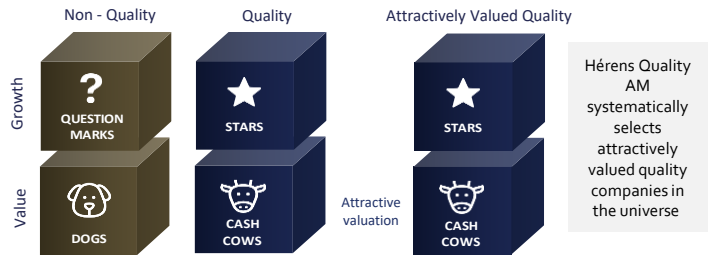 Non - Quality
Quality
Attractively Valued Quality
Growth
?
QUESTION
MARKS
STARS
STARS
Hérens Quality
AM
systematically
selects
attractively
valued quality
companies in
the universe
Value
DOGS
CASH
COWS
Attractive
valuation
CASH
COWS